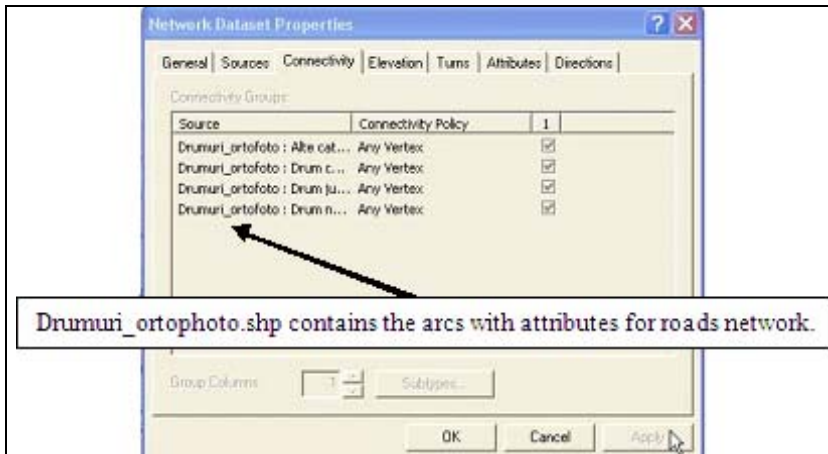 Network Dataset Properties
General Sources Connectivity Elevation Turns Attributes Directions
Connectivity Groups:
Source Connectivity Policy 1
Drumuri_ortofoto : Alte cat... Any Vertex
Drumuri_ortofoto : Drum c... Any Vertex
Drumuri_ortofoto : Drum ju... Any Vertex
Drumuri_ortofoto : Drum n... Any Vertex
Drumuri_ortophoto.shp contains the arcs with attributes for roads network.
Group Columns: 1 Subtypes...
OK Cancel Apply